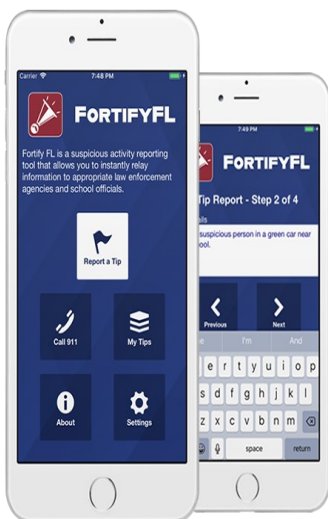 Carrier 7:48 PM
FORTIFYFL
Fortify FL is a suspicious activity reporting
tool that allows you to instantly relay
information to appropriate law enforcement
agencies and school officials.
Report a Tip
Call 911 My Tips
About Settings
7:49 PM
FORTIFYFL
Tip Report - Step 2 of 4
suspicious person in a green car near
Previous Next
I'm And
e r t y u i o p
s d f g h j k l
z x c v b n m
space return